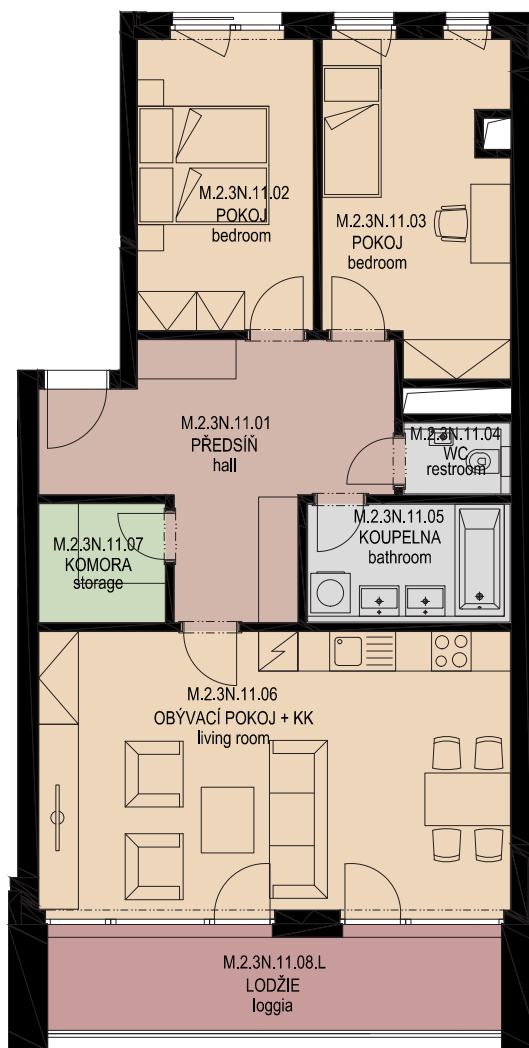 M.2.3N.11.02
POKOJ
bedroom
M.2.3N.11.03
POKOJ
bedroom
M.2.3N.11.01
PŘEDSÍŇ
hall
M.2.3N.11.04
WC
restroom
M.2.3N.11.05
KOUPELNA
bathroom
M.2.3N.11.07
KOMORA
storage
M.2.3N.11.06
OBÝVACÍ POKOJ + KK
living room
M.2.3N.11.08.L
LODŽIE
loggia